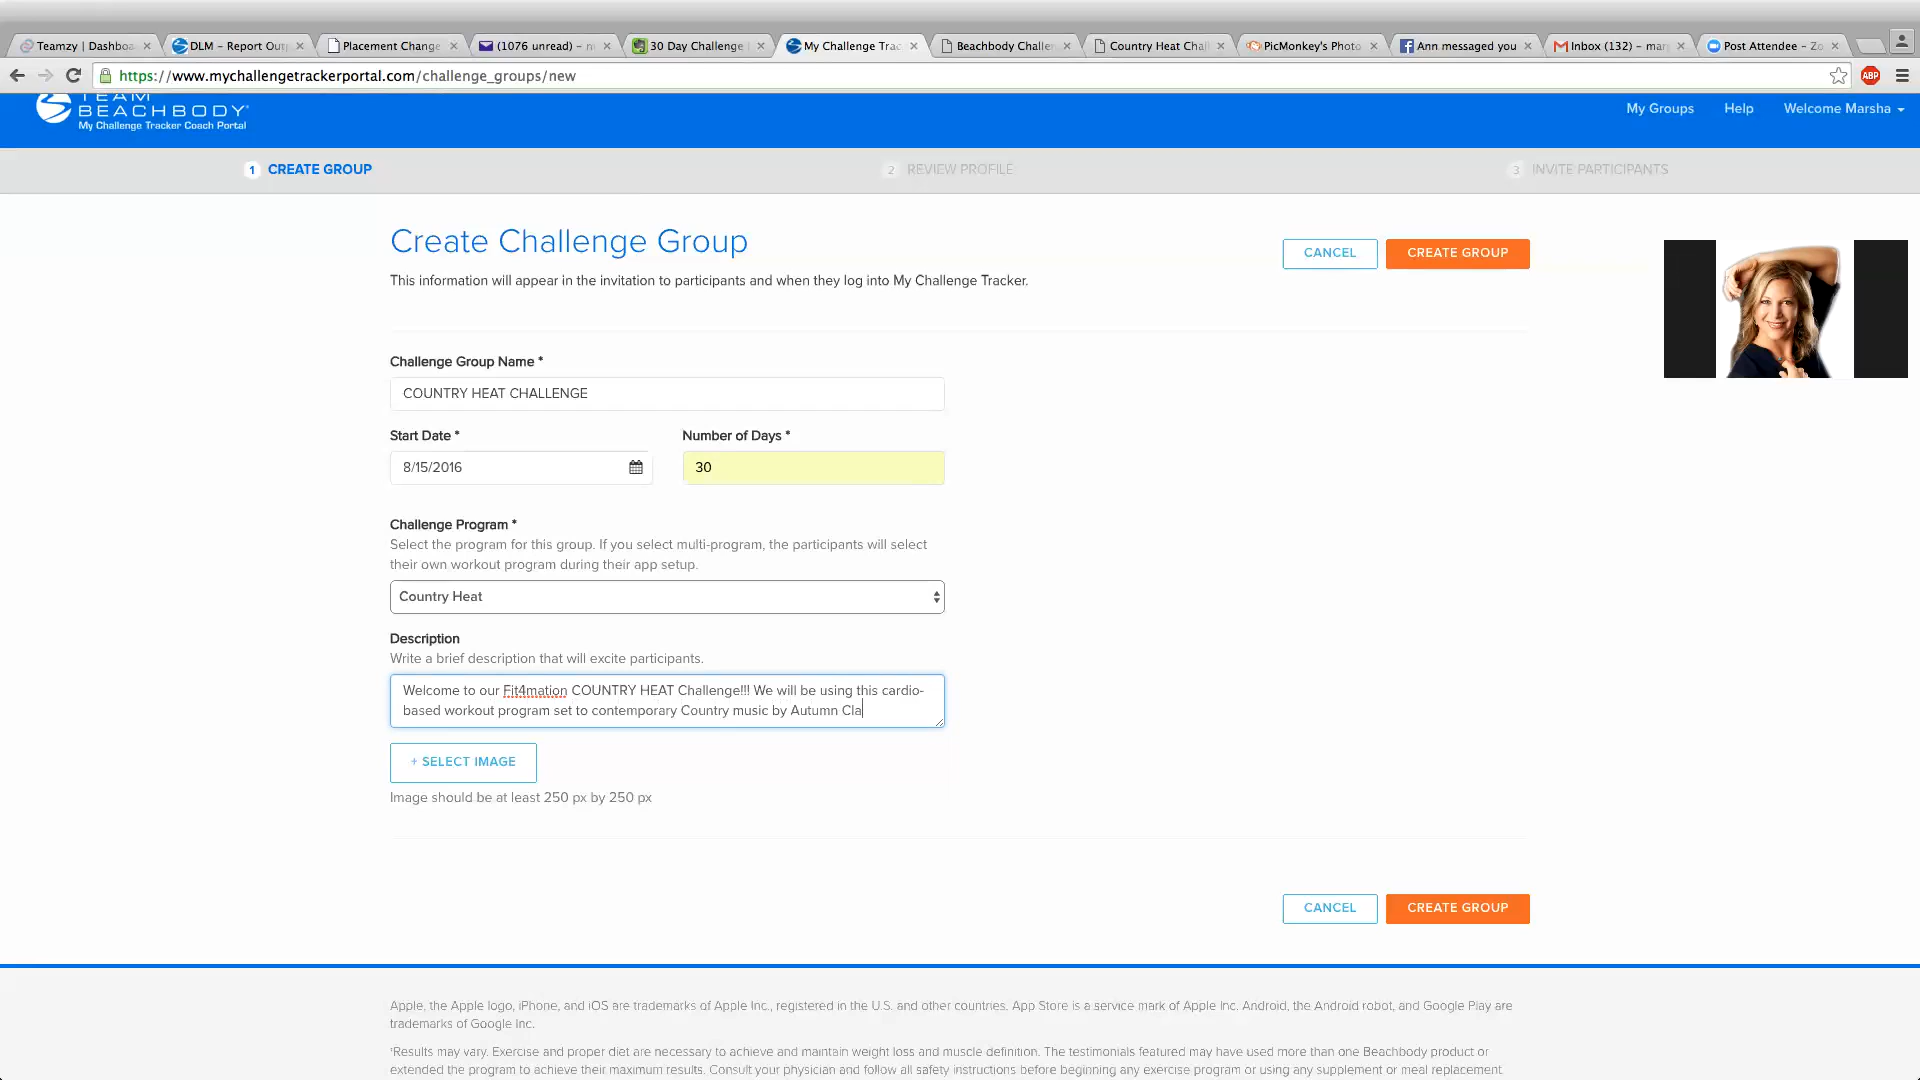 Teamzy | Dashboa
DLM – Report Out
Placement Change
(1076 unread) – m
30 Day Challenge
My Challenge Trac
Beachbody Challe
Country Heat Chal
PicMonkey's Photo
Ann messaged you
Inbox (132) – mar
Post Attendee – Zo
https://www.mychallengetrackerportal.com/challenge_groups/new
ABP
TEAM
BEACHBODY
My Challenge Tracker Coach Portal
My Groups
Help
Welcome Marsha
1 CREATE GROUP
2 REVIEW PROFILE
3 INVITE PARTICIPANTS
Create Challenge Group
CANCEL
CREATE GROUP
This information will appear in the invitation to participants and when they log into My Challenge Tracker.
Challenge Group Name *
COUNTRY HEAT CHALLENGE
Start Date *
Number of Days *
8/15/2016
30
Challenge Program *
Select the program for this group. If you select multi-program, the participants will select
their own workout program during their app setup.
Country Heat
Description
Write a brief description that will excite participants.
Welcome to our Fit4mation COUNTRY HEAT Challenge!!! We will be using this cardio-
based workout program set to contemporary Country music by Autumn Cla
+ SELECT IMAGE
Image should be at least 250 px by 250 px
CANCEL
CREATE GROUP
Apple, the Apple logo, iPhone, and iOS are trademarks of Apple Inc., registered in the U.S. and other countries. App Store is a service mark of Apple Inc. Android, the Android robot, and Google Play are
trademarks of Google Inc.
†Results may vary. Exercise and proper diet are necessary to achieve and maintain weight loss and muscle definition. The testimonials featured may have used more than one Beachbody product or
extended the program to achieve their maximum results. Consult your physician and follow all safety instructions before beginning any exercise program or using any supplement or meal replacement